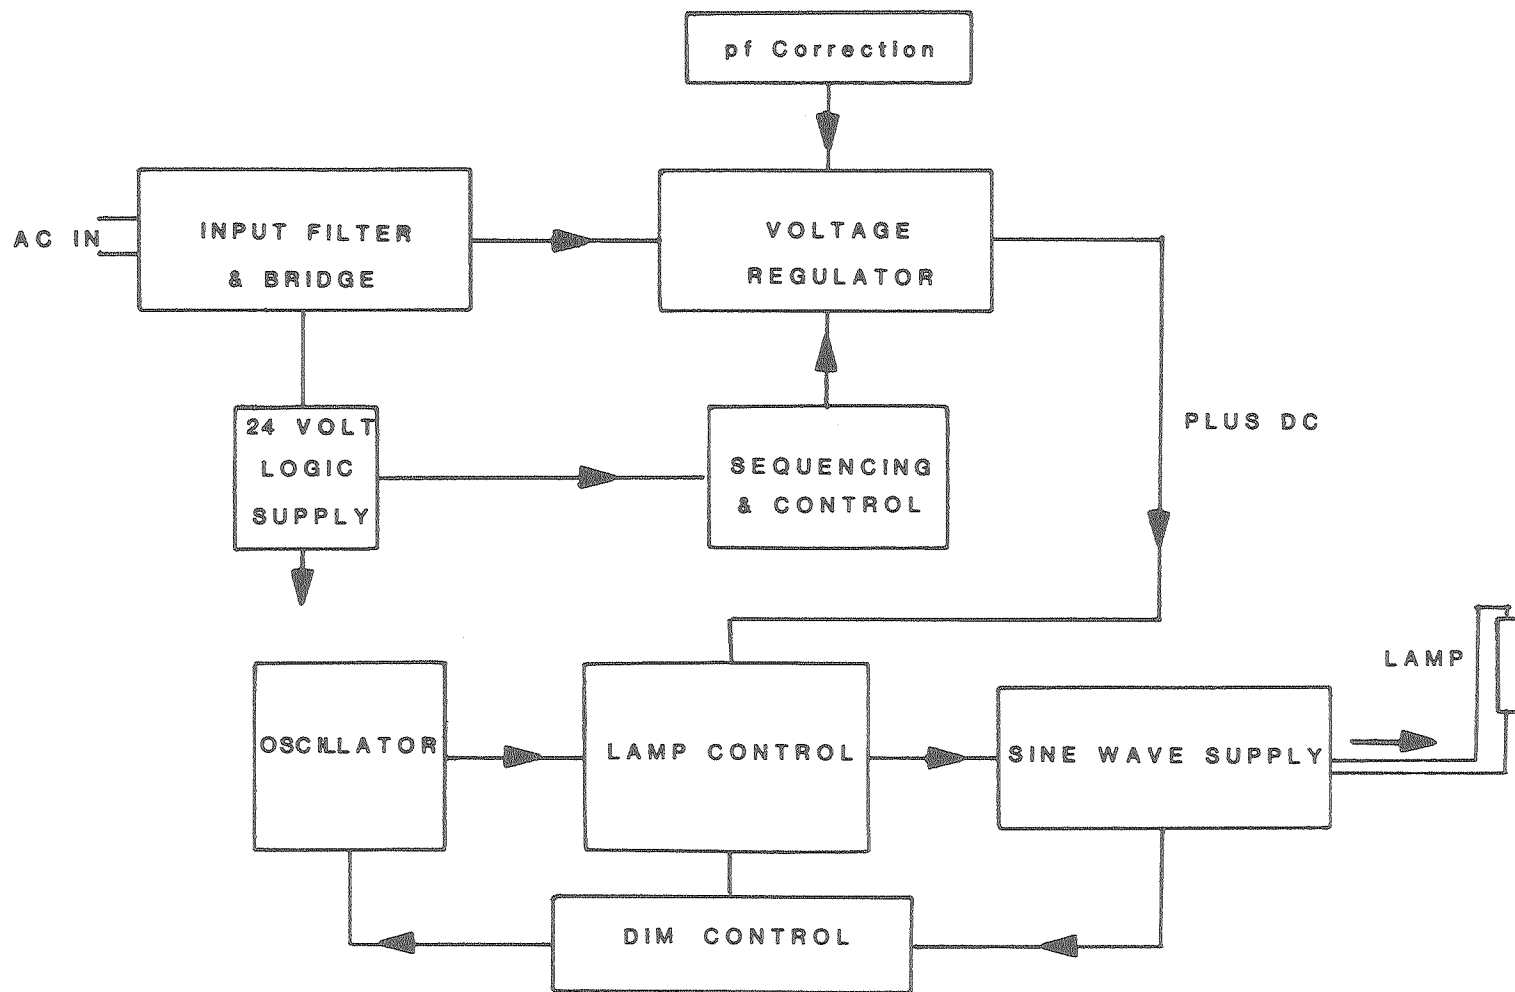 pf Correction
AC IN
INPUT FILTER
& BRIDGE
VOLTAGE
REGULATOR
24 VOLT
LOGIC
SUPPLY
SEQUENCING
& CONTROL
PLUS DC
OSCILLATOR
LAMP CONTROL
SINE WAVE SUPPLY
LAMP
DIM CONTROL